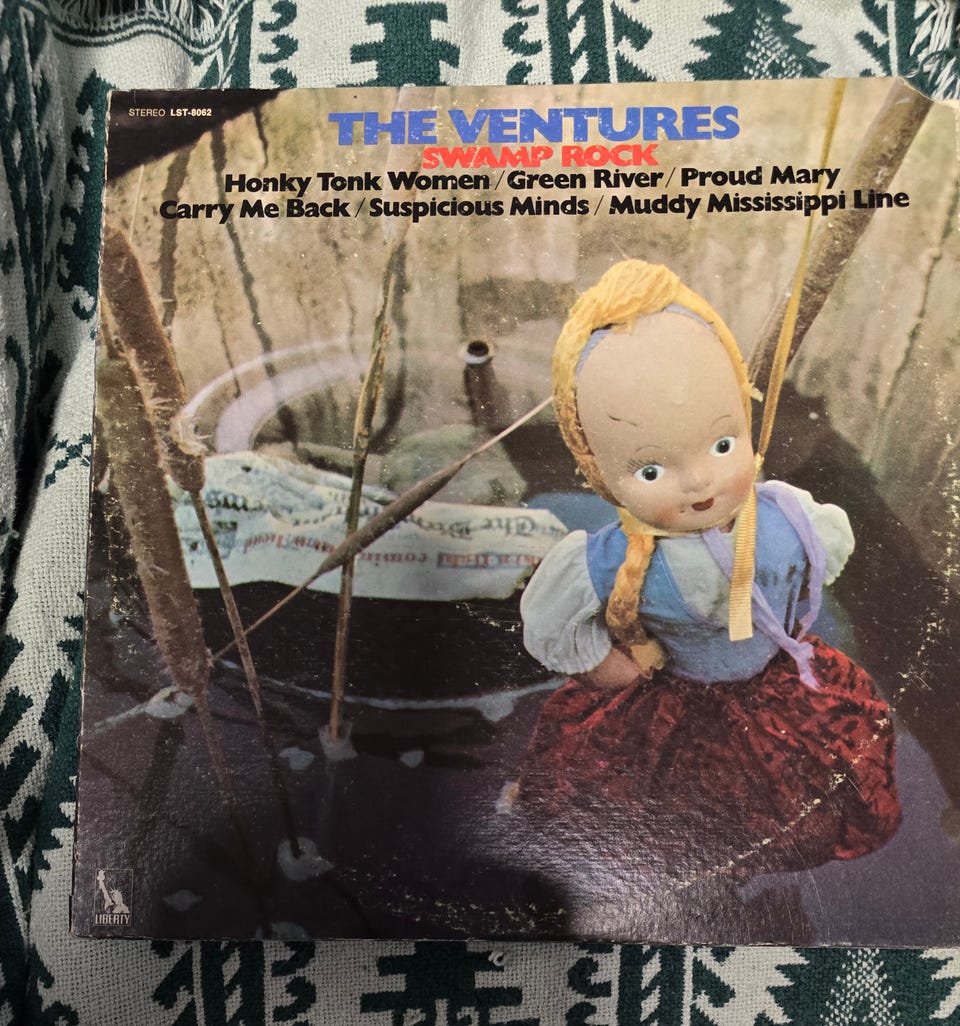 STEREO LST-8062
THE VENTURES
SWAMP ROCK
Honky Tonk Women / Green River / Proud Mary
Carry Me Back / Suspicious Minds / Muddy Mississippi Line
LIBERTY